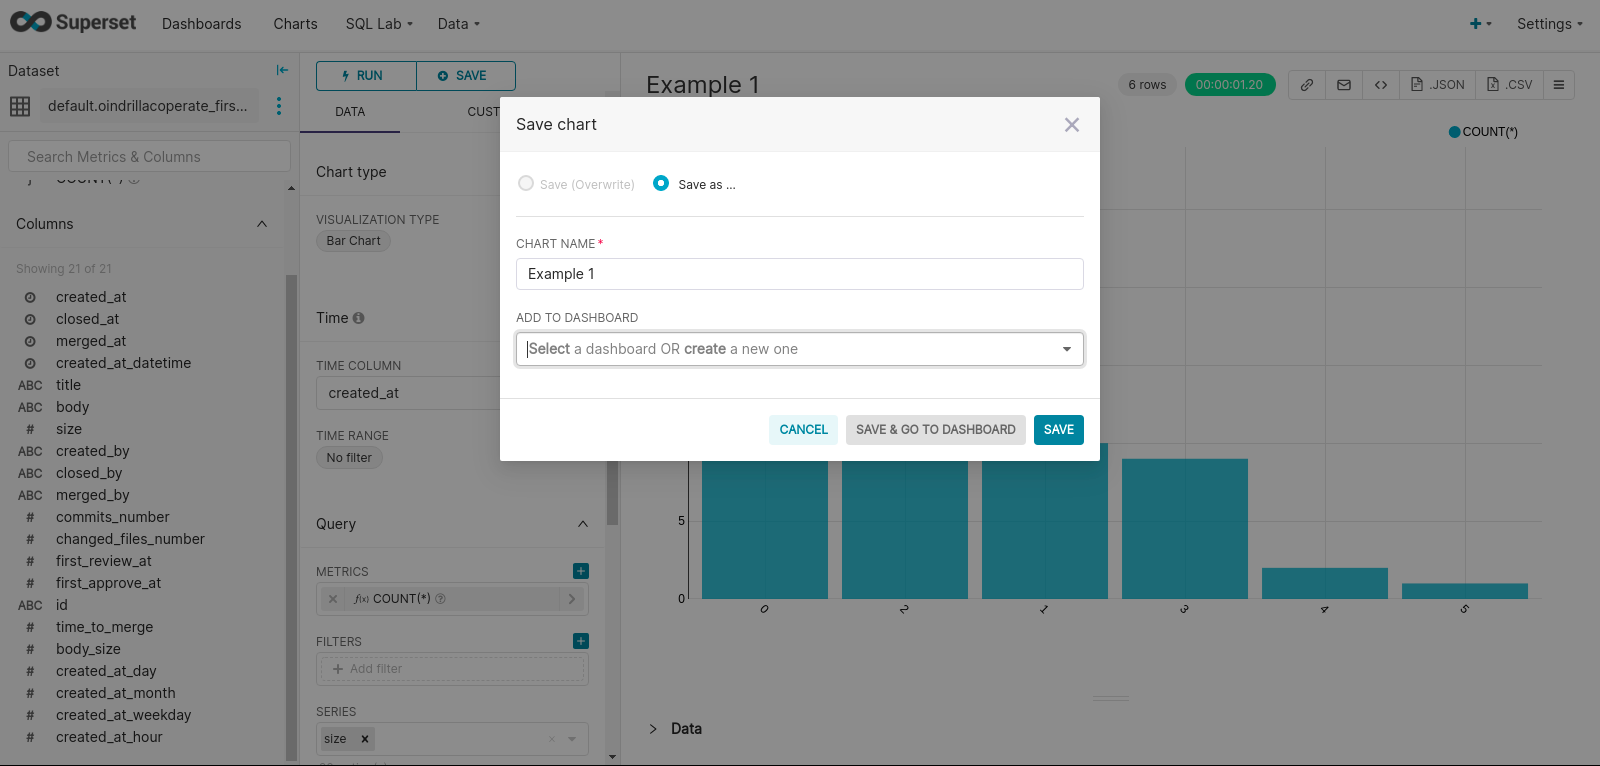 Superset Dashboards Charts SQL Lab Data Settings
Dataset
default.oindrillacoperate_firs...
Search Metrics & Columns
COUNT(*)
Columns
Showing 21 of 21
created_at
closed_at
merged_at
created_at_datetime
ABC title
ABC body
# size
ABC created_by
ABC closed_by
ABC merged_by
# commits_number
# changed_files_number
# first_review_at
# first_approve_at
ABC id
# time_to_merge
# body_size
# created_at_day
# created_at_month
# created_at_weekday
# created_at_hour
RUN SAVE
DATA CUST
Chart type
VISUALIZATION TYPE
Bar Chart
Time
TIME COLUMN
created_at
TIME RANGE
No filter
Query
METRICS
f(x) COUNT(*)
FILTERS
+ Add filter
SERIES
size
Example 1
6 rows 00:00:01.20 .JSON .CSV
COUNT(*)
Save chart
Save (Overwrite) Save as ...
CHART NAME *
Example 1
ADD TO DASHBOARD
Select a dashboard OR create a new one
CANCEL SAVE & GO TO DASHBOARD SAVE
5
0
0 2 1 3 4 5
Data